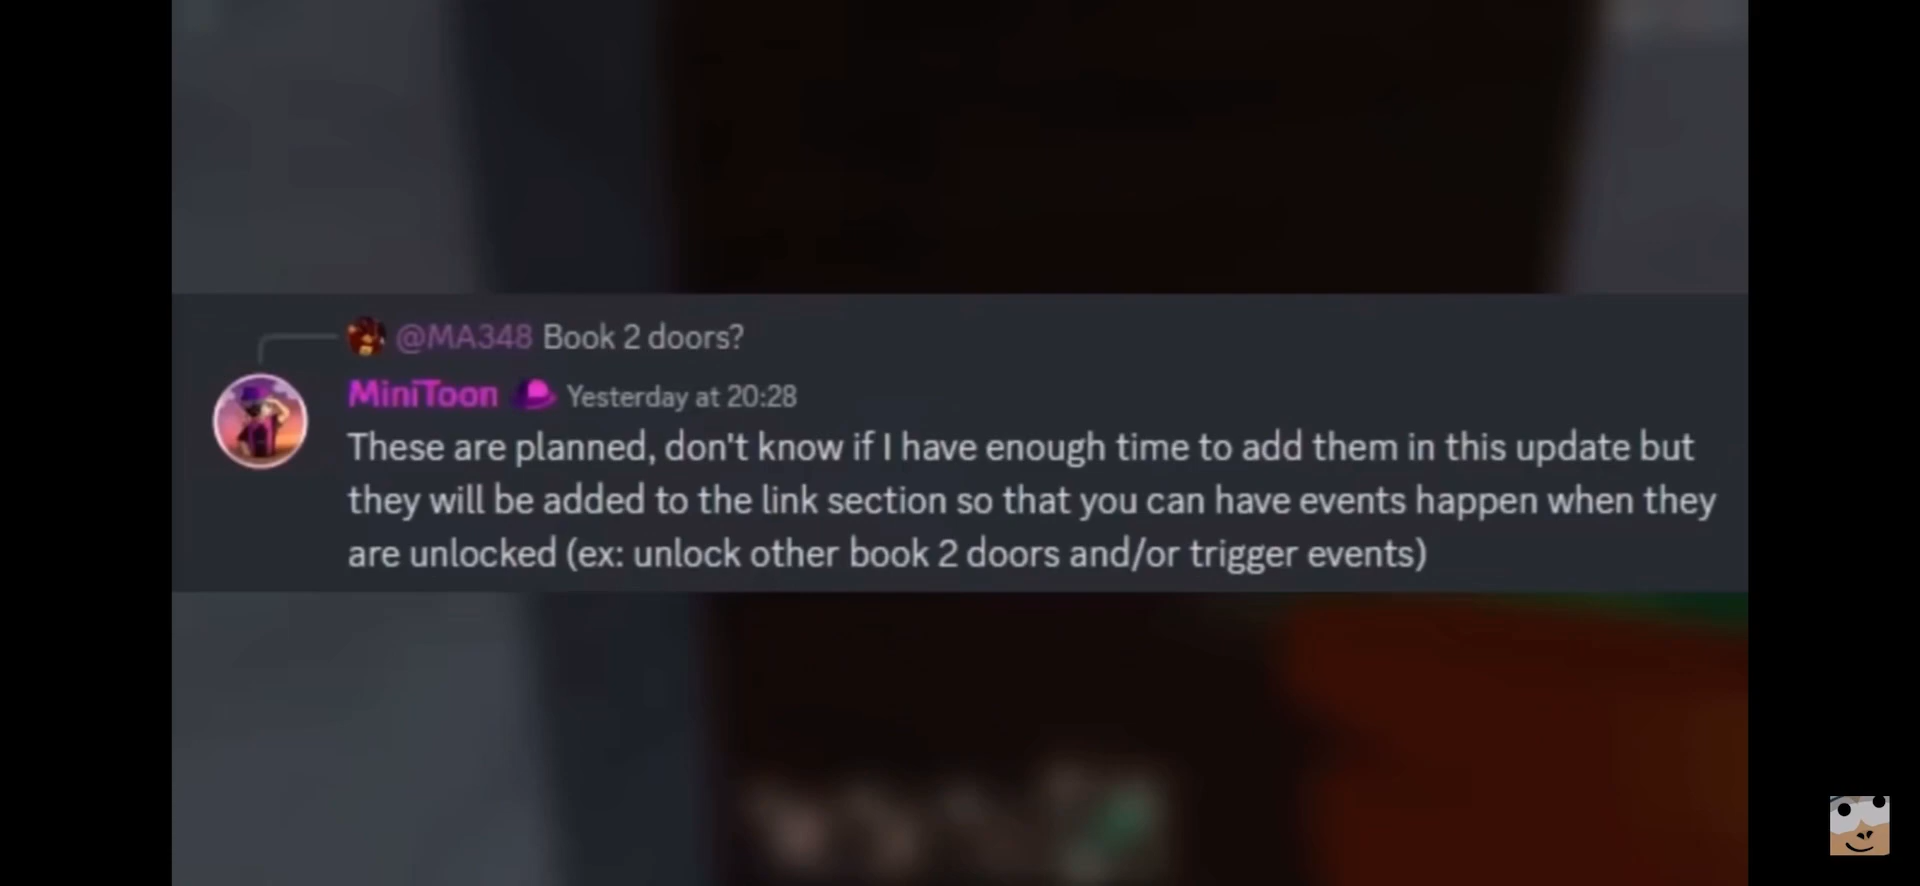 @MA348 Book 2 doors?
MiniToon Yesterday at 20:28
These are planned, don't know if I have enough time to add them in this update but
they will be added to the link section so that you can have events happen when they
are unlocked (ex: unlock other book 2 doors and/or trigger events)